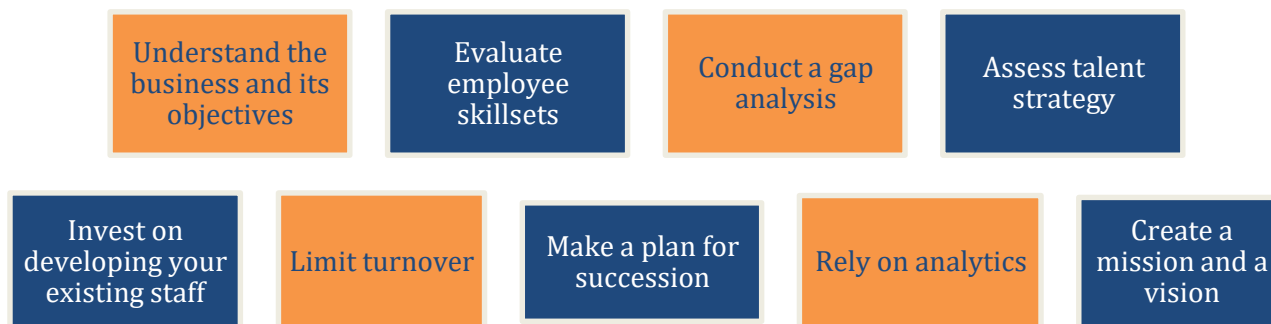 Understand the
business and its
objectives
Evaluate
employee
skillsets
Conduct a gap
analysis
Assess talent
strategy
Invest on
developing your
existing staff
Limit turnover
Make a plan for
succession
Rely on analytics
Create a
mission and a
vision